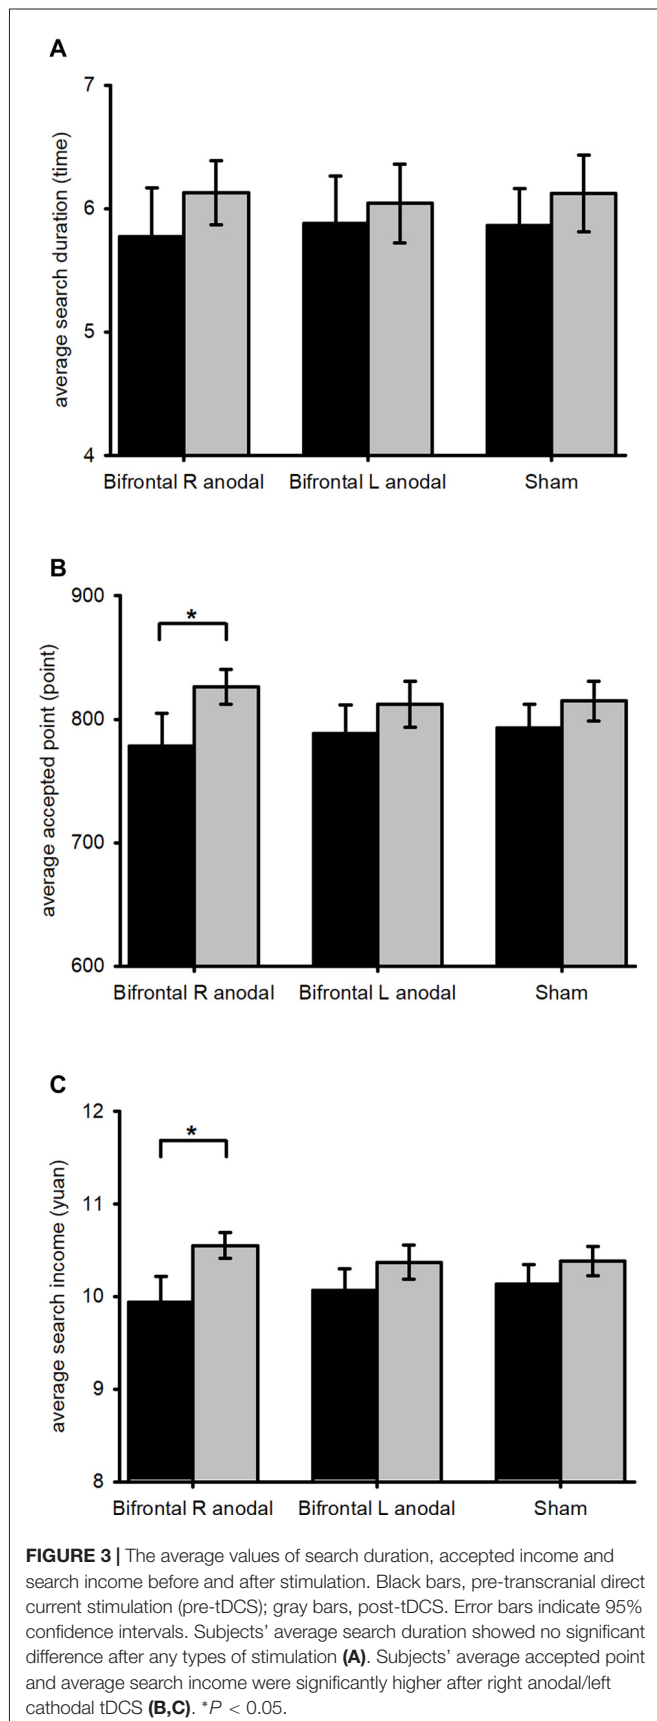 A
average search duration (time)
7
6
5
4
Bifrontal R anodal Bifrontal L anodal Sham
B
average accepted point (point)
900
800
700
600
*
Bifrontal R anodal Bifrontal L anodal Sham
C
average search income (yuan)
12
11
10
9
8
*
Bifrontal R anodal Bifrontal L anodal Sham
FIGURE 3 | The average values of search duration, accepted income and
search income before and after stimulation. Black bars, pre-transcranial direct
current stimulation (pre-tDCS); gray bars, post-tDCS. Error bars indicate 95%
confidence intervals. Subjects’ average search duration showed no significant
difference after any types of stimulation (A). Subjects’ average accepted point
and average search income were significantly higher after right anodal/left
cathodal tDCS (B,C). *P < 0.05.